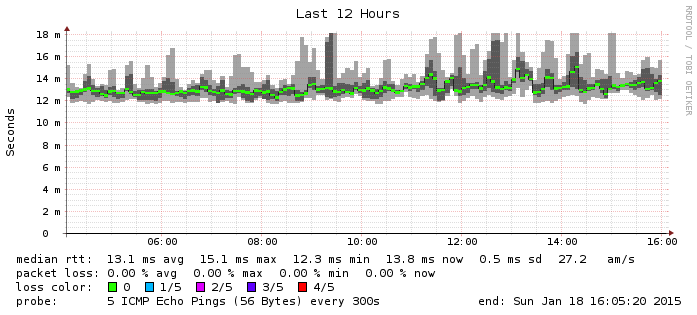 Last 12 Hours
RRDTOOL / TOBI OETIKER
Seconds
18 m
16 m
14 m
12 m
10 m
8 m
6 m
4 m
2 m
0
06:00 08:00 10:00 12:00 14:00 16:00
median rtt: 13.1 ms avg 15.1 ms max 12.3 ms min 13.8 ms now 0.5 ms sd 27.2 am/s
packet loss: 0.00 % avg 0.00 % max 0.00 % min 0.00 % now
loss color: 0 1/5 2/5 3/5 4/5
probe: 5 ICMP Echo Pings (56 Bytes) every 300s end: Sun Jan 18 16:05:20 2015